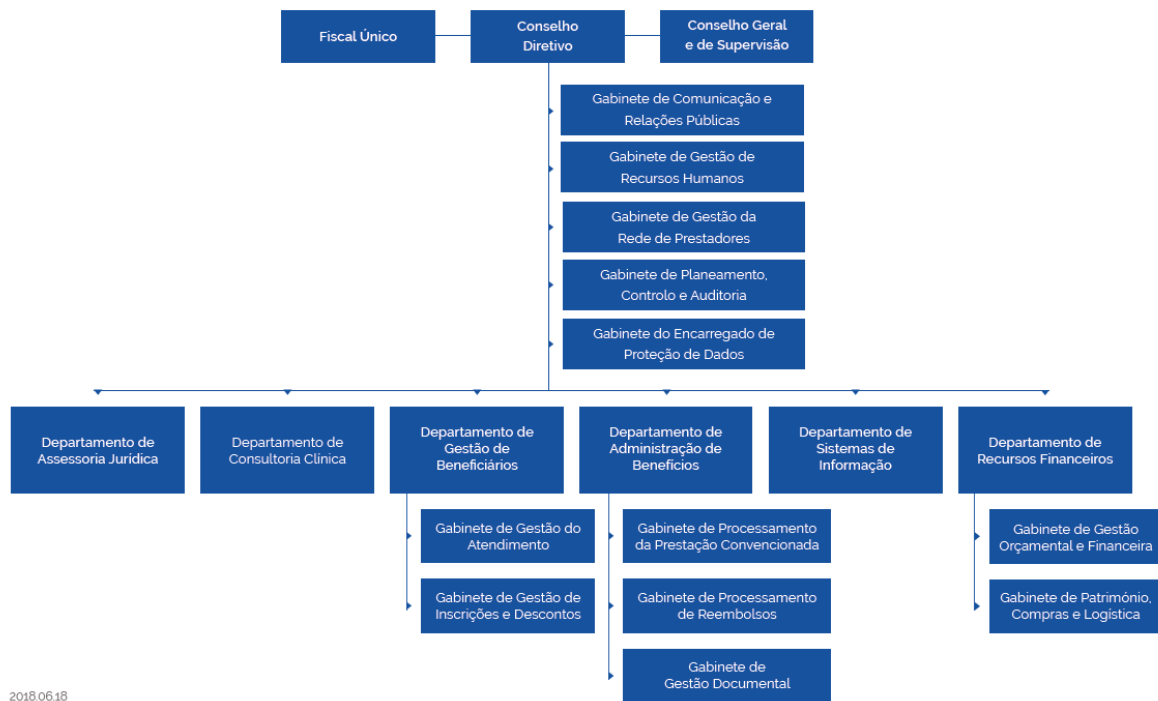 Fiscal Único
Conselho
Diretivo
Conselho Geral
e de Supervisão
Gabinete de Comunicação e
Relações Públicas
Gabinete de Gestão de
Recursos Humanos
Gabinete de Gestão da
Rede de Prestadores
Gabinete de Planeamento,
Controlo e Auditoria
Gabinete do Encarregado de
Proteção de Dados
Departamento de
Assessoria Jurídica
Departamento de
Consultoria Clínica
Departamento de
Gestão de
Beneficiários
Departamento de
Administração de
Benefícios
Departamento de
Sistemas de
Informação
Departamento de
Recursos Financeiros
Gabinete de Gestão do
Atendimento
Gabinete de Gestão de
Inscrições e Descontos
Gabinete de Processamento
da Prestação Convencionada
Gabinete de Processamento
de Reembolsos
Gabinete de
Gestão Documental
Gabinete de Gestão
Orçamental e Financeira
Gabinete de Património,
Compras e Logística
2018.06.18